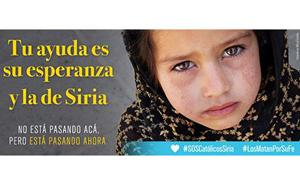 Tu ayuda es
su esperanza
y la de Siria
NO ESTÁ PASANDO ACÁ,
PERO ESTÁ PASANDO AHORA
#SOSCatólicosSiria #LosMatanPorSuFe